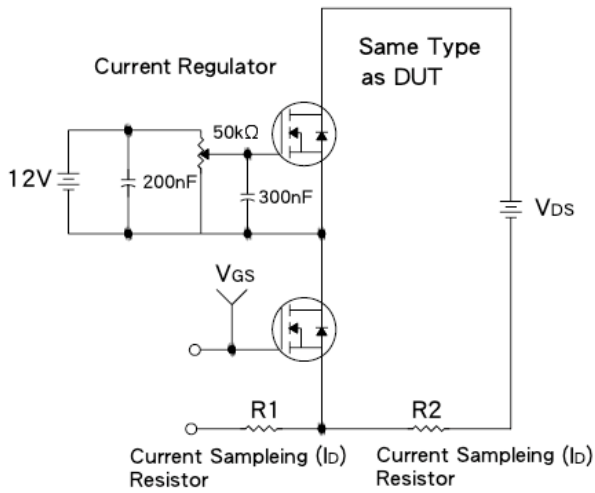 Same Type
as DUT
Current Regulator
50kΩ
12V
200nF
300nF
VDS
VGS
R1
R2
Current Sampleing (ID)
Resistor
Current Sampleing (ID)
Resistor